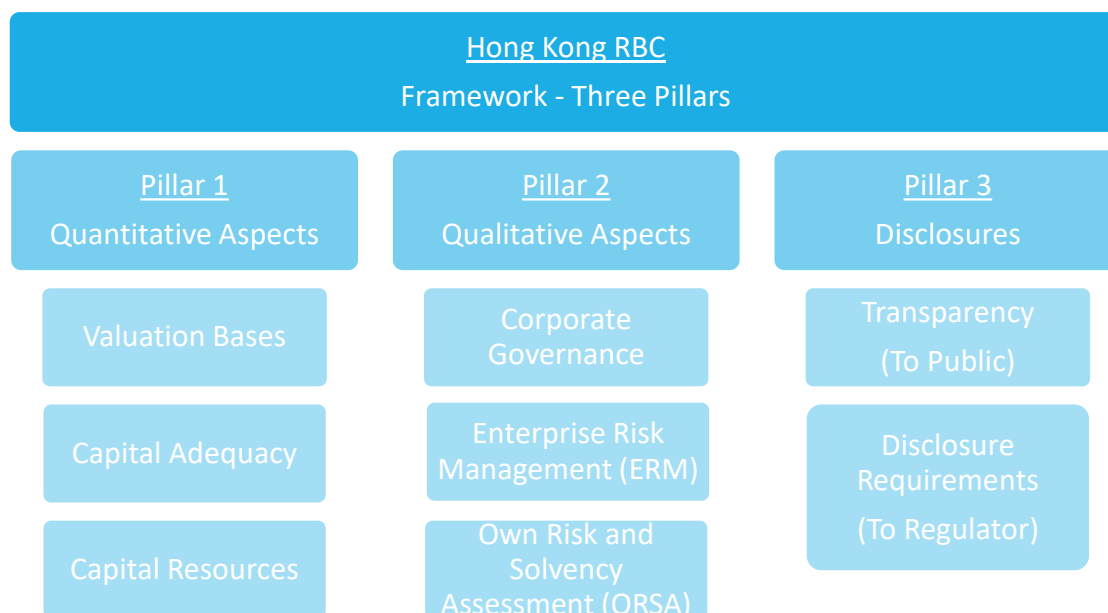 Hong Kong RBC
Framework - Three Pillars
Pillar 1
Quantitative Aspects
Valuation Bases
Capital Adequacy
Capital Resources
Pillar 2
Qualitative Aspects
Corporate
Governance
Enterprise Risk
Management (ERM)
Own Risk and
Solvency
Assessment (ORSA)
Pillar 3
Disclosures
Transparency
(To Public)
Disclosure
Requirements
(To Regulator)